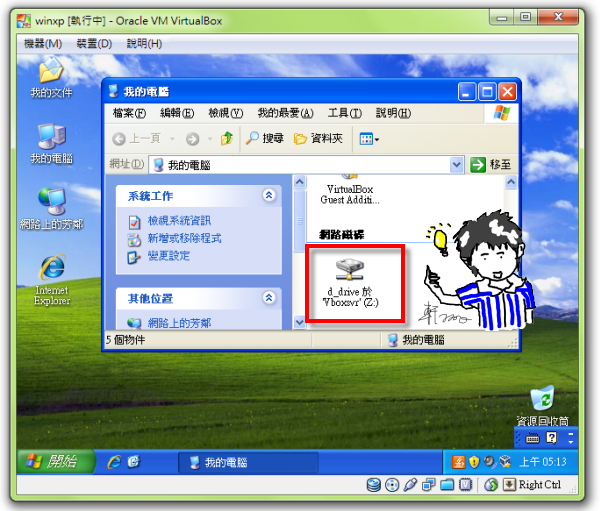 winxp [執行中] - Oracle VM VirtualBox
機器(M) 裝置(D) 說明(H)
我的文件
我的電腦
網路上的芳鄰
Internet
Explorer
我的電腦
檔案(F) 編輯(E) 檢視(V) 我的最愛(A) 工具(T) 說明(H)
上一頁 搜尋 資料夾
網址(D) 我的電腦 移至
系統工作
檢視系統資訊
新增或移除程式
變更設定
其他位置
網路上的芳鄰
VirtualBox
Guest Additi...
網路磁碟
d_drive 於
'Vboxsvr' (Z:)
5 個物件 我的電腦
資源回收筒
開始 我的電腦 上午 05:13
Right Ctrl